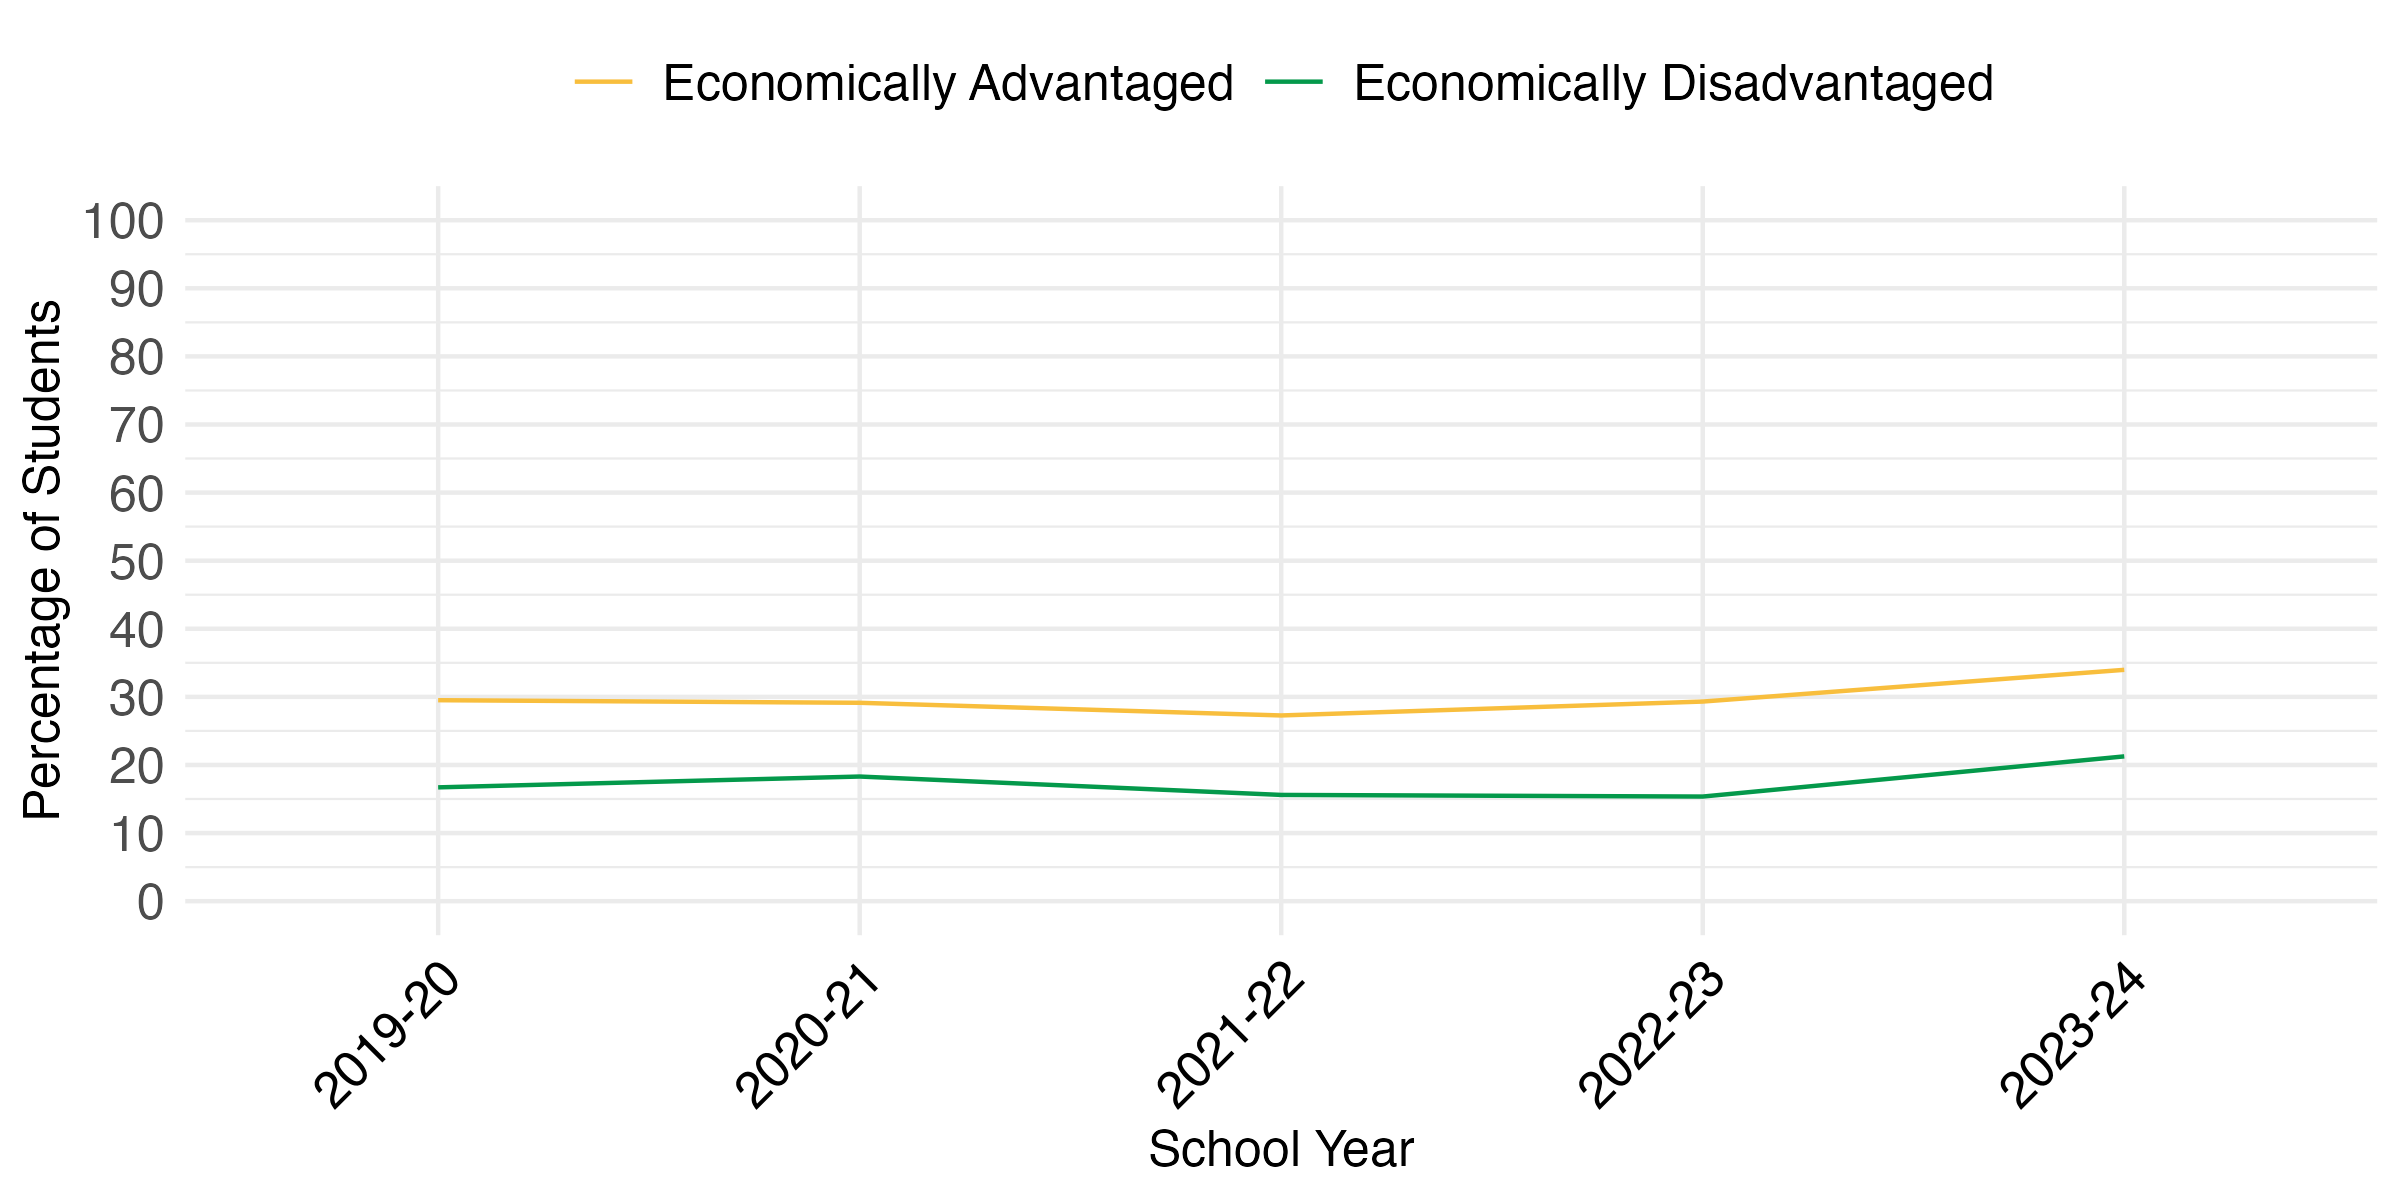 Economically Advantaged Economically Disadvantaged
100
90
80
70
60
50
40
30
20
10
0
Percentage of Students
2019-20 2020-21 2021-22 2022-23 2023-24
School Year